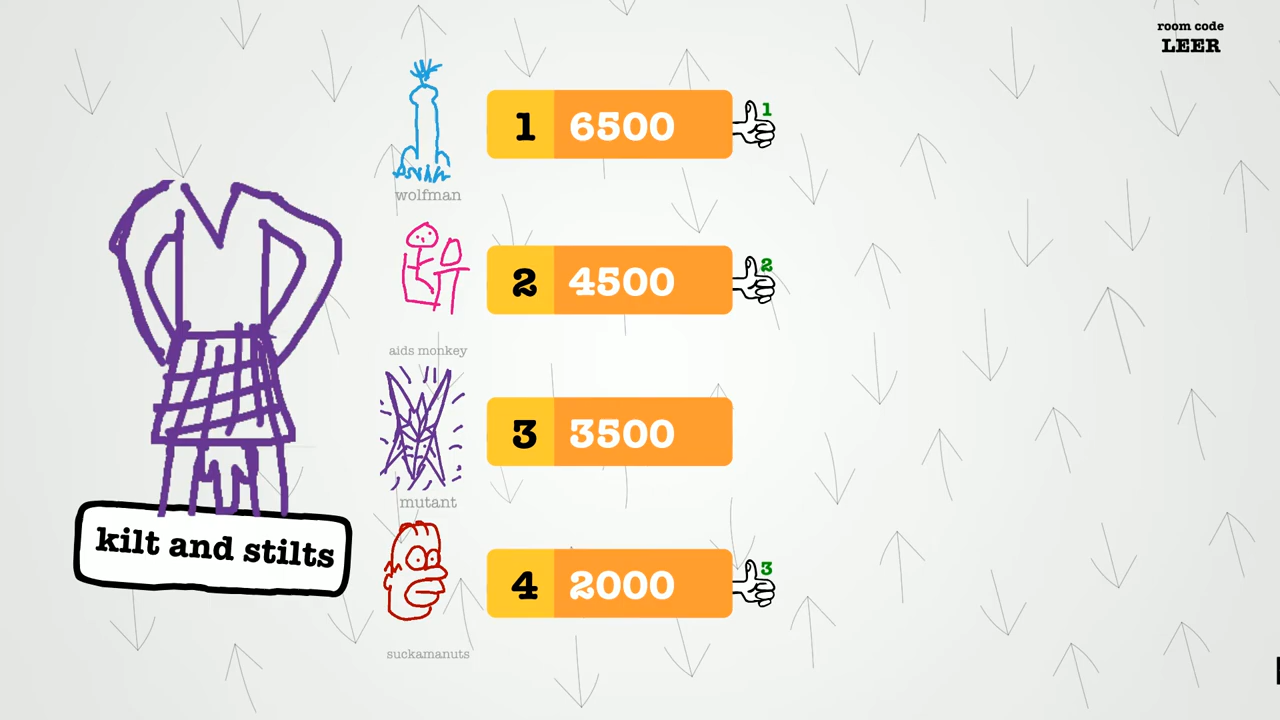 room code
LEER
1 6500
1
wolfman
2 4500
2
aids monkey
3 3500
mutant
kilt and stilts
4 2000
3
suckamanuts